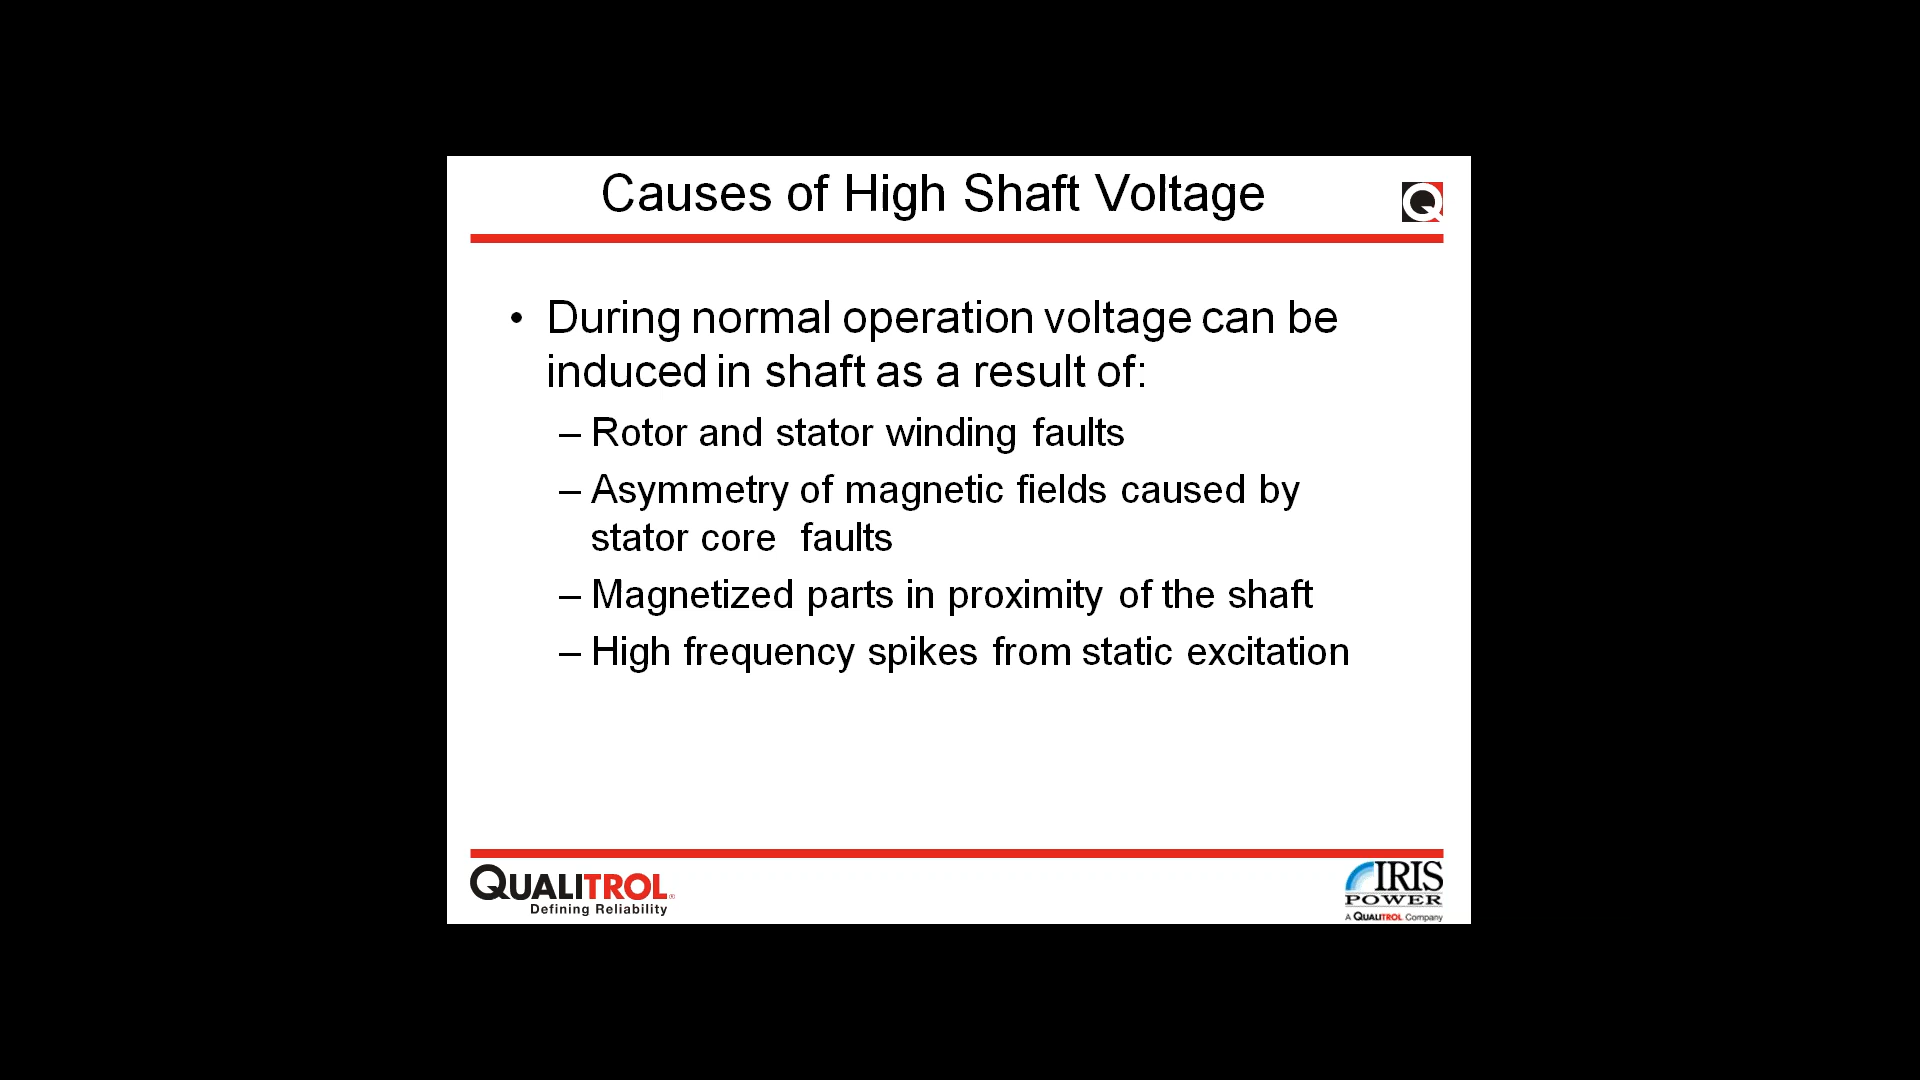 Causes of High Shaft Voltage
Q
• During normal operation voltage can be
induced in shaft as a result of:
– Rotor and stator winding faults
– Asymmetry of magnetic fields caused by
stator core  faults
– Magnetized parts in proximity of the shaft
– High frequency spikes from static excitation
QUALITROL®
Defining Reliability
IRIS
POWER
A QUALITROL Company